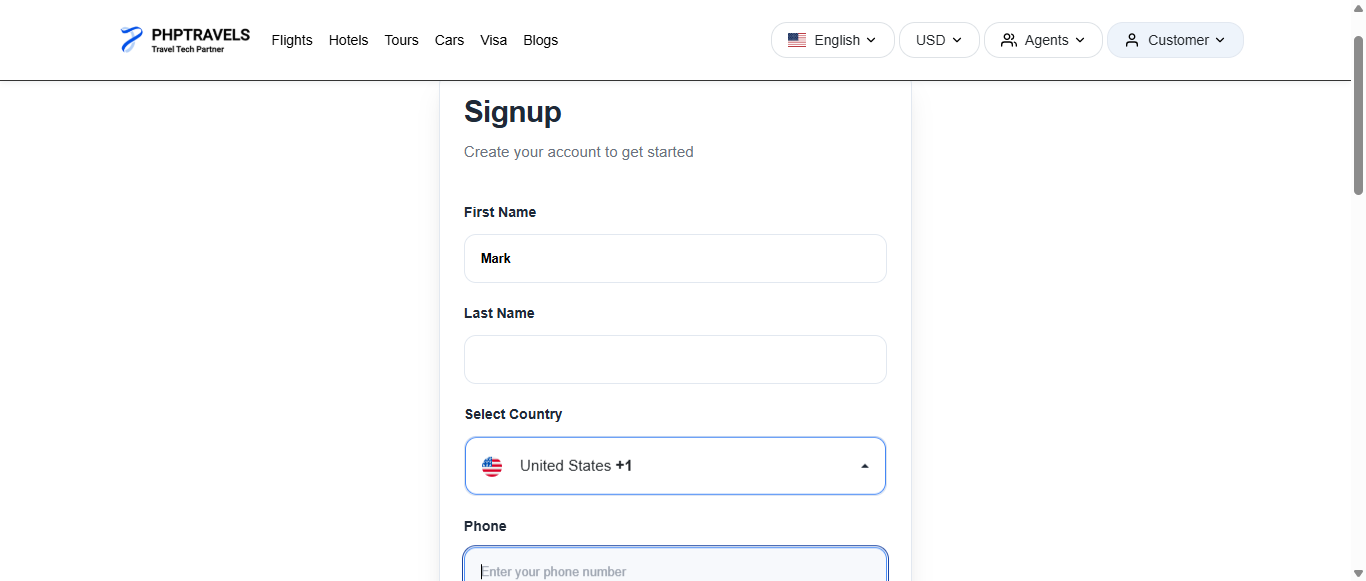 PHPTRAVELS
Travel Tech Partner
Flights Hotels Tours Cars Visa Blogs
English USD Agents Customer
Signup
Create your account to get started
First Name
Mark
Last Name
Select Country
United States +1
Phone
Enter your phone number